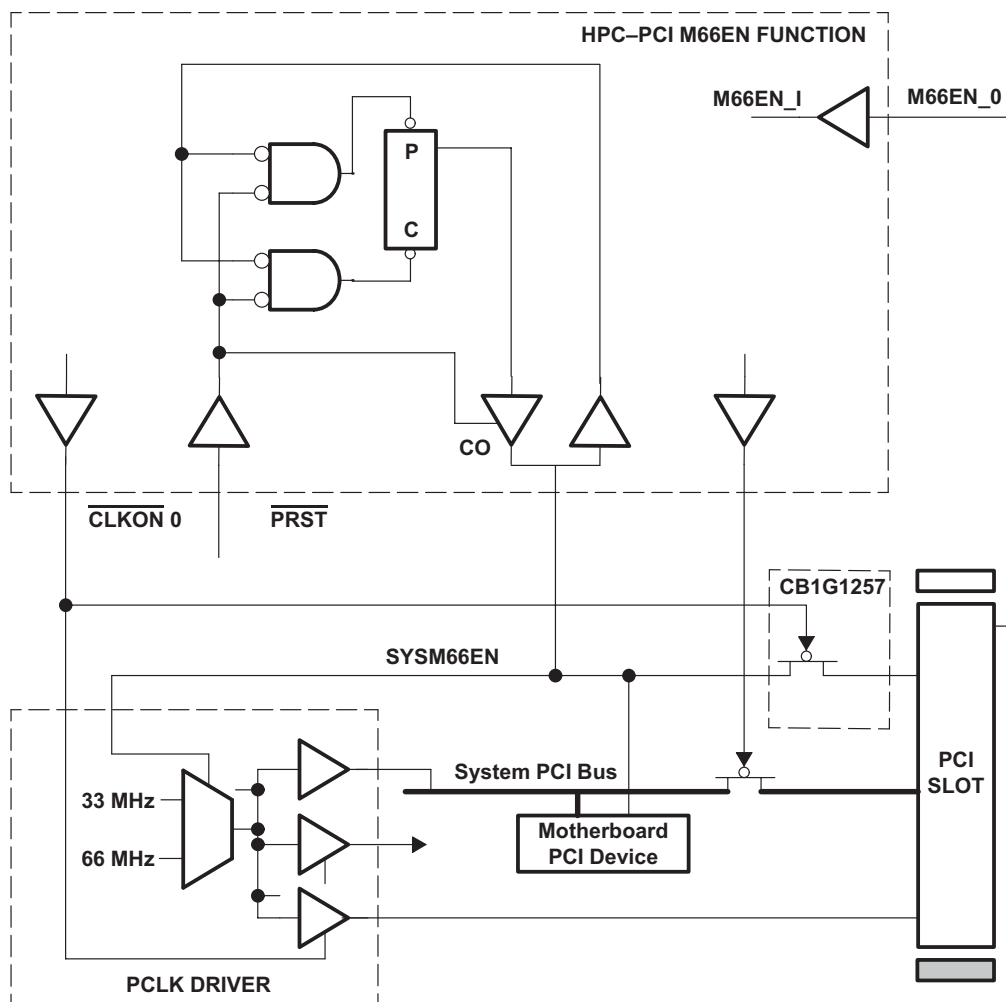 HPC–PCI M66EN FUNCTION
M66EN_I
M66EN_0
P
C
CO
CLKON 0
PRST
CB1G1257
SYSM66EN
PCI
SLOT
System PCI Bus
33 MHz
66 MHz
Motherboard
PCI Device
PCLK DRIVER